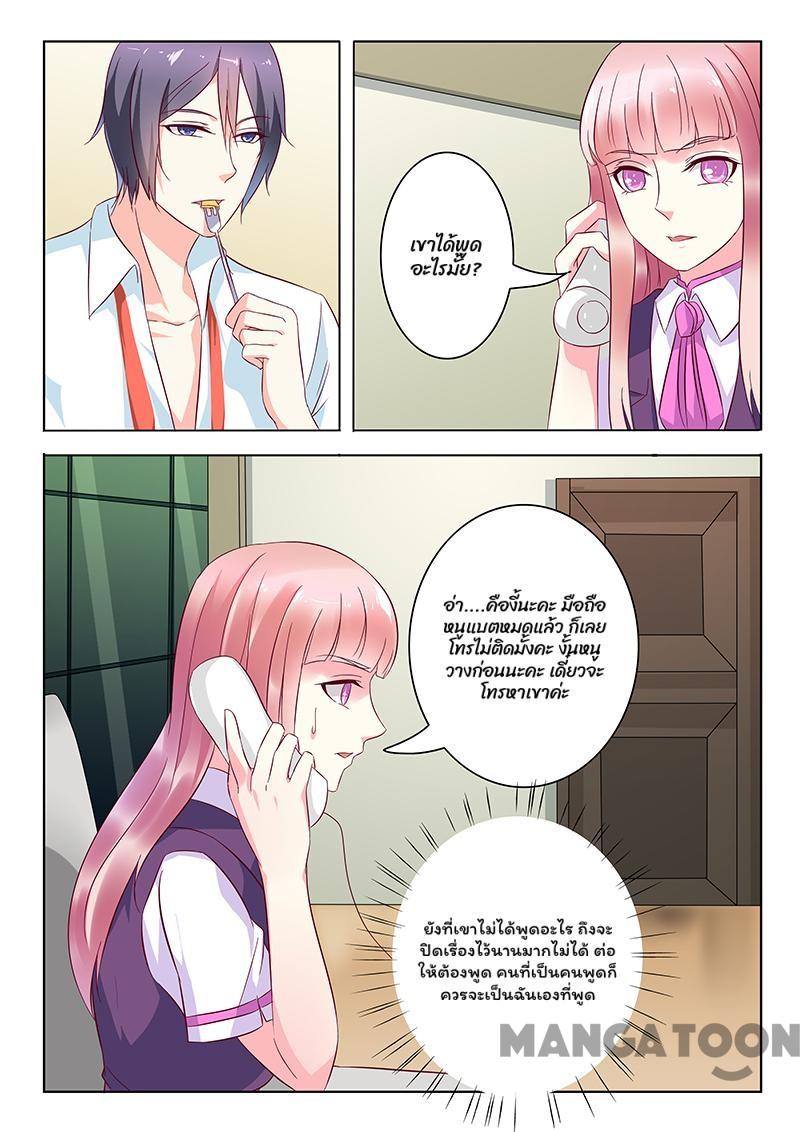 เขาได้พูด
อะไรมั้ย?
อ่า....คืองี้นะคะ มือถือ
หนูแบตหมดแล้ว ก็เลย
โทรไม่ติดมั้งคะ งั้นหนู
วางก่อนนะคะ เดี๋ยวจะ
โทรหาเขาค่ะ
ยังที่เขาไม่ได้พูดอะไร ถึงจะ
ปิดเรื่องไว้นานมากไม่ได้ ต่อ
ให้ต้องพูด คนที่เป็นคนพูดก็
ควรจะเป็นฉันเองที่พูด
MANGATOON